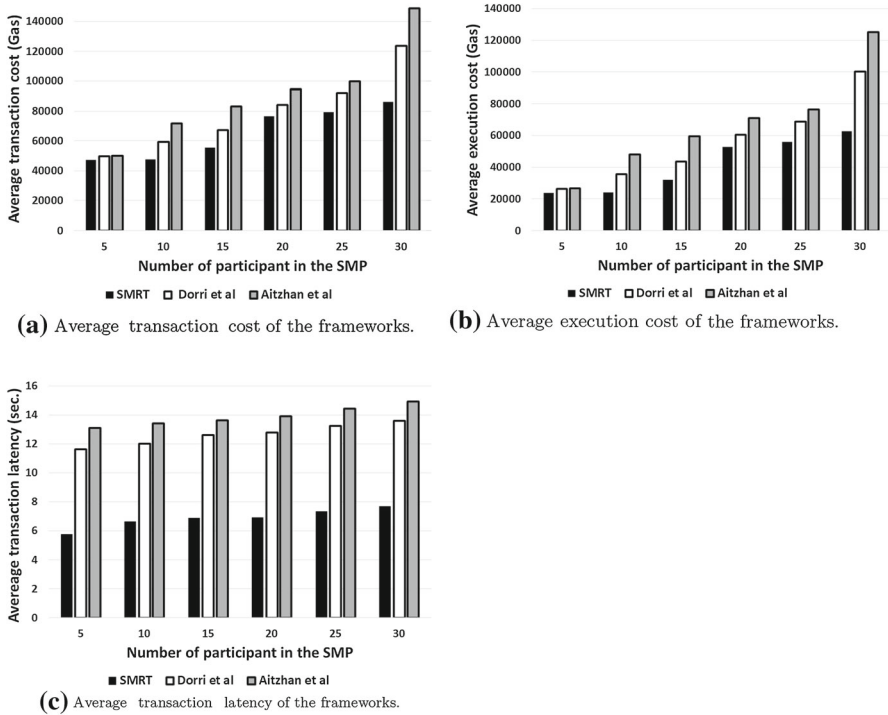 Average transaction cost (Gas)
140000
120000
100000
80000
60000
40000
20000
0
5 10 15 20 25 30
Number of participant in the SMP
SMRT Dorri et al Aitzhan et al
(a) Average transaction cost of the frameworks.
Average execution cost (Gas)
140000
120000
100000
80000
60000
40000
20000
0
5 10 15 20 25 30
Number of participant in the SMP
SMRT Dorri et al Aitzhan et al
(b) Average execution cost of the frameworks.
Avereage transaction latency (sec.)
16
14
12
10
8
6
4
2
0
5 10 15 20 25 30
Number of participant in the SMP
SMRT Dorri et al Aitzhan et al
(c) Average transaction latency of the frameworks.